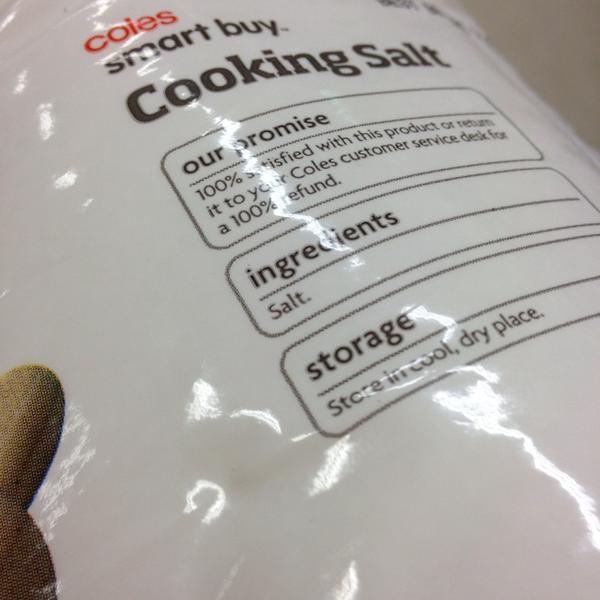 coles
smart buy™
Cooking Salt
our promise
100% satisfied with this product or return
it to your Coles customer service desk for
a 100% refund.
ingredients
Salt.
storage
Store in cool, dry place.